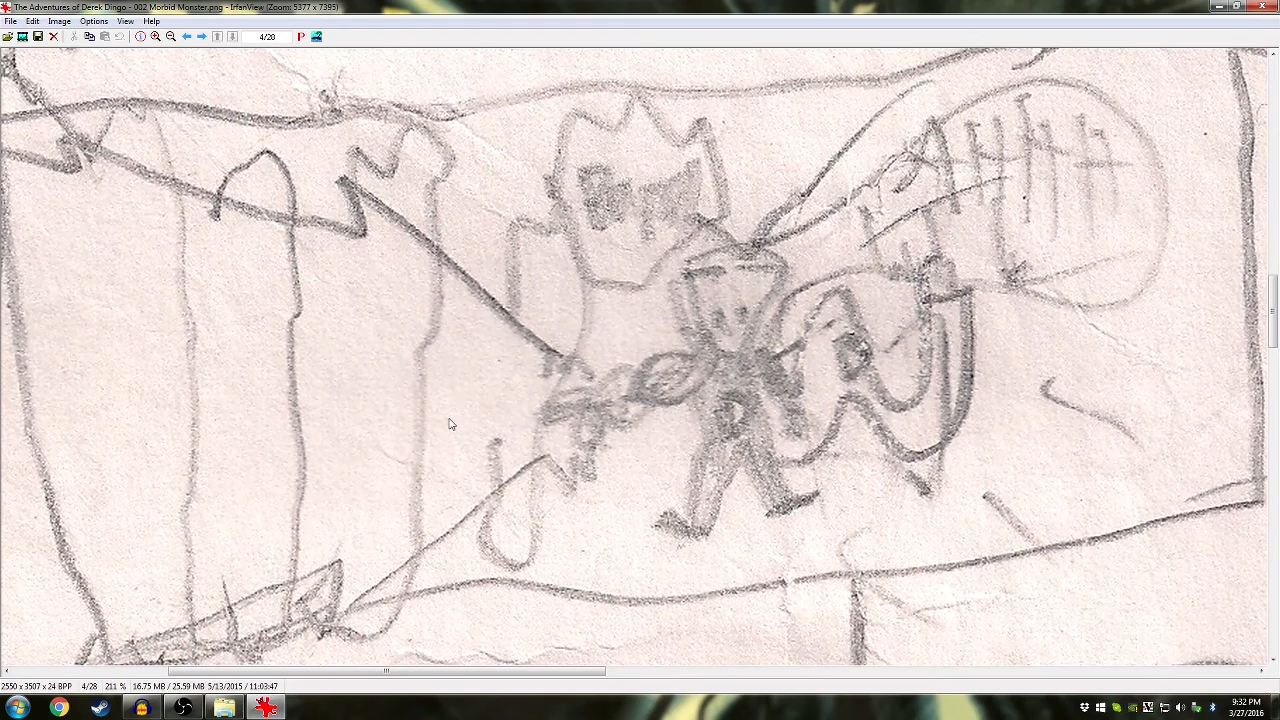 The Adventures of Derek Dingo - 002 Morbid Monster.png - IrfanView (Zoom: 5377 x 7395)
File Edit Image Options View Help
4/28
2550 x 3507 x 24 BPP 4/28 211 % 16.75 MB / 25.59 MB 5/13/2015 / 11:03:47
9:32 PM
3/27/2016